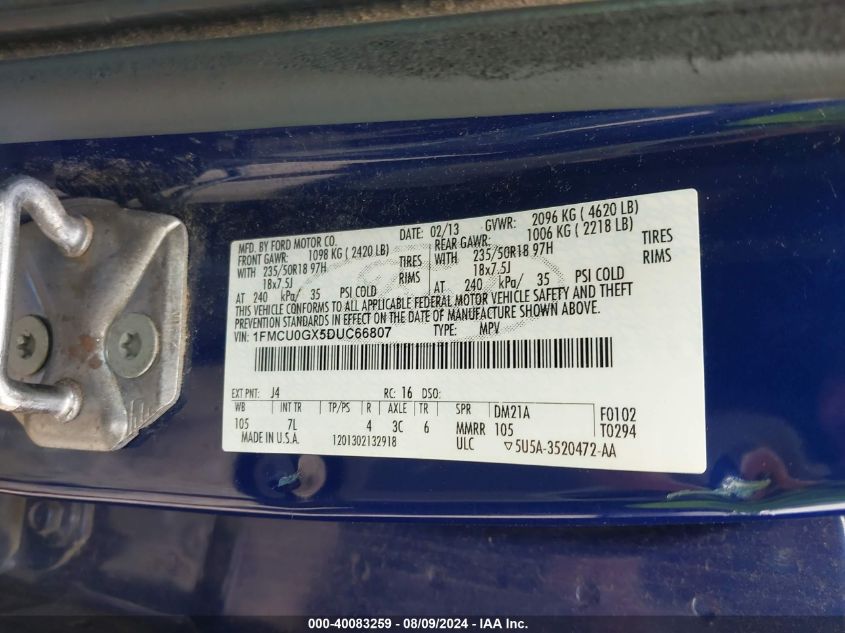 MFD. BY FORD MOTOR CO. DATE: 02/13 GVWR: 2096 KG ( 4620 LB)
FRONT GAWR: 1098 KG ( 2420 LB) REAR GAWR: 1006 KG ( 2218 LB)
WITH 235/50R18 97H TIRES WITH 235/50R18 97H TIRES
18x7.5J RIMS 18x7.5J RIMS
AT 240 kPa/ 35 PSI COLD AT 240 kPa/ 35 PSI COLD
THIS VEHICLE CONFORMS TO ALL APPLICABLE FEDERAL MOTOR VEHICLE SAFETY AND THEFT
PREVENTION STANDARDS IN EFFECT ON THE DATE OF MANUFACTURE SHOWN ABOVE.
VIN: 1FMCU0GX5DUC66807 TYPE: MPV
EXT PNT: J4 RC: 16 DSO:
WB INT TR TP/PS R AXLE TR SPR DM21A F0102
105 7L 4 3C 6 MMRR 105 T0294
MADE IN U.S.A. 1201302132918 ULC ▽5U5A-3520472-AA
000-40083259 - 08/09/2024 - IAA Inc.